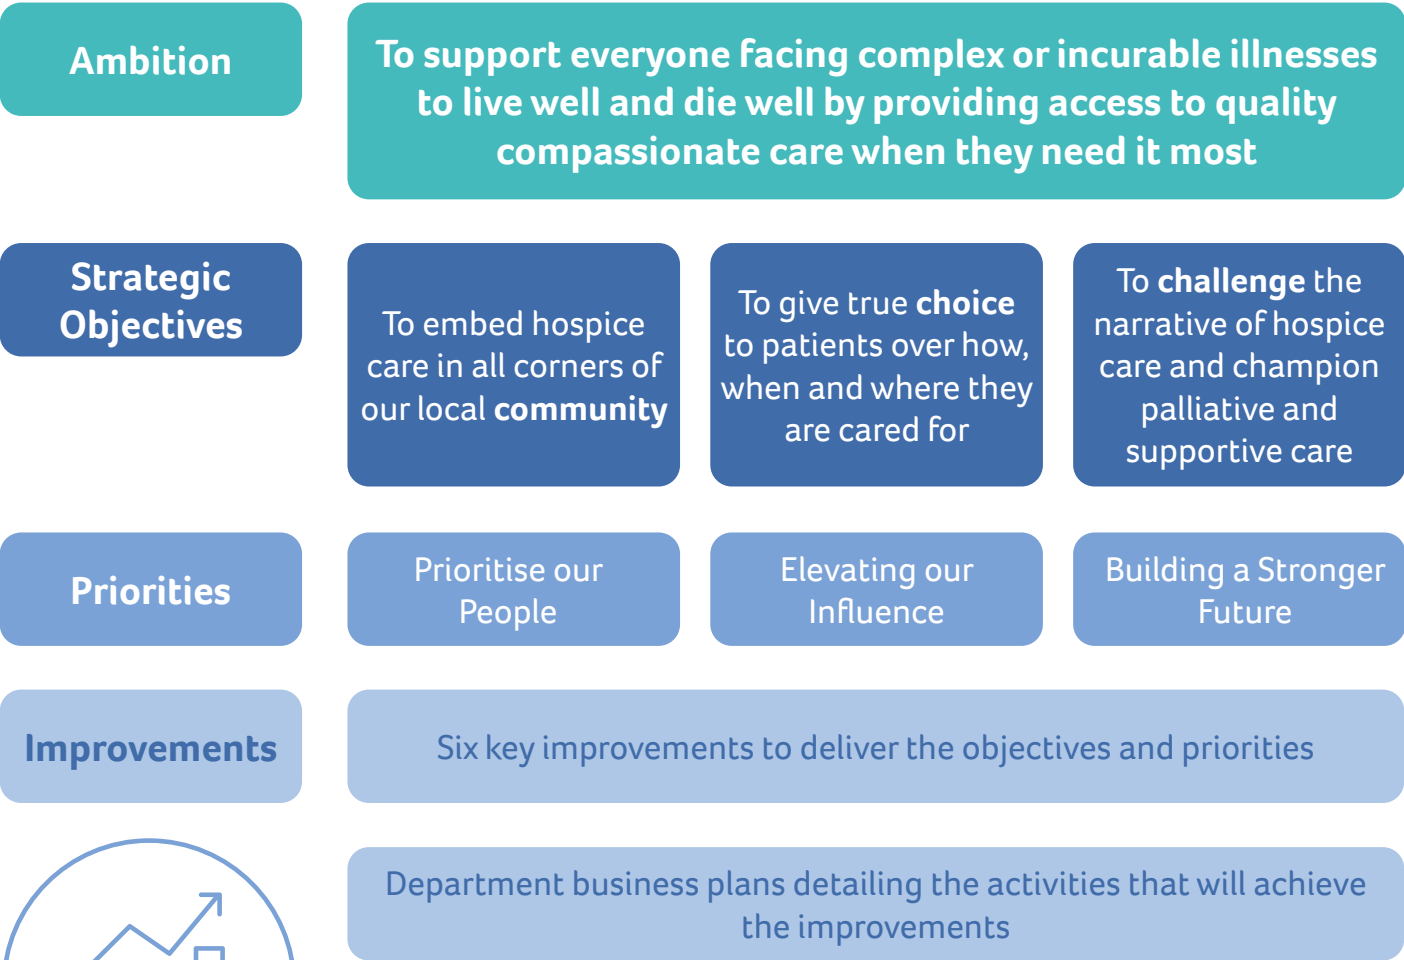 Ambition
To support everyone facing complex or incurable illnesses
to live well and die well by providing access to quality
compassionate care when they need it most
Strategic
Objectives
To embed hospice
care in all corners of
our local community
To give true choice
to patients over how,
when and where they
are cared for
To challenge the
narrative of hospice
care and champion
palliative and
supportive care
Priorities
Prioritise our
People
Elevating our
Influence
Building a Stronger
Future
Improvements
Six key improvements to deliver the objectives and priorities
Department business plans detailing the activities that will achieve
the improvements